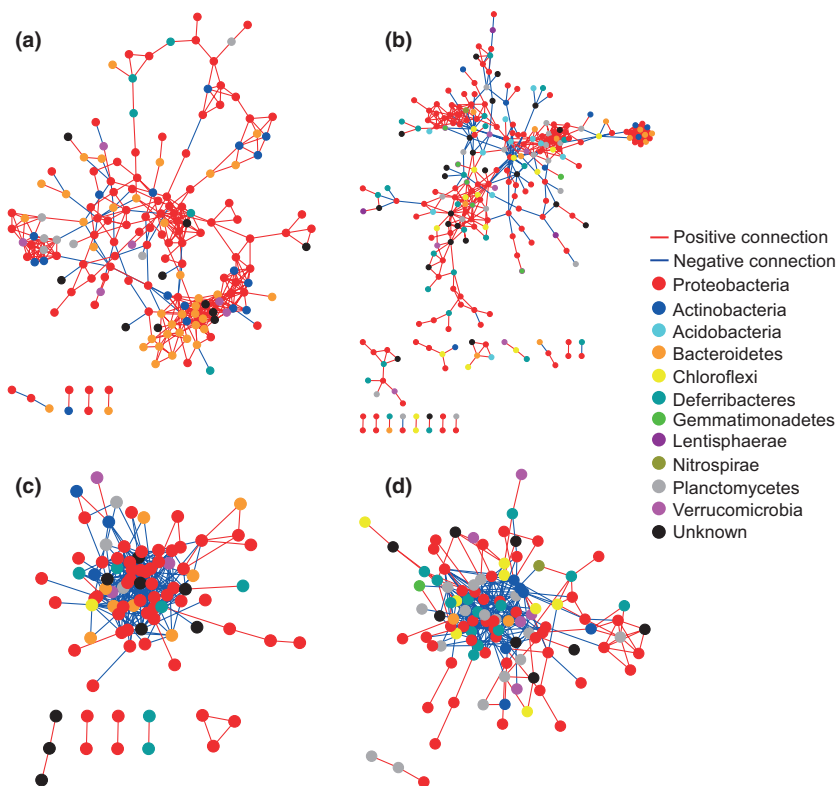 (a)
(b)
Positive connection
Negative connection
Proteobacteria
Actinobacteria
Acidobacteria
Bacteroidetes
Chloroflexi
Deferribacteres
Gemmatimonadetes
Lentisphaerae
Nitrospirae
Planctomycetes
Verrucomicrobia
Unknown
(c)
(d)